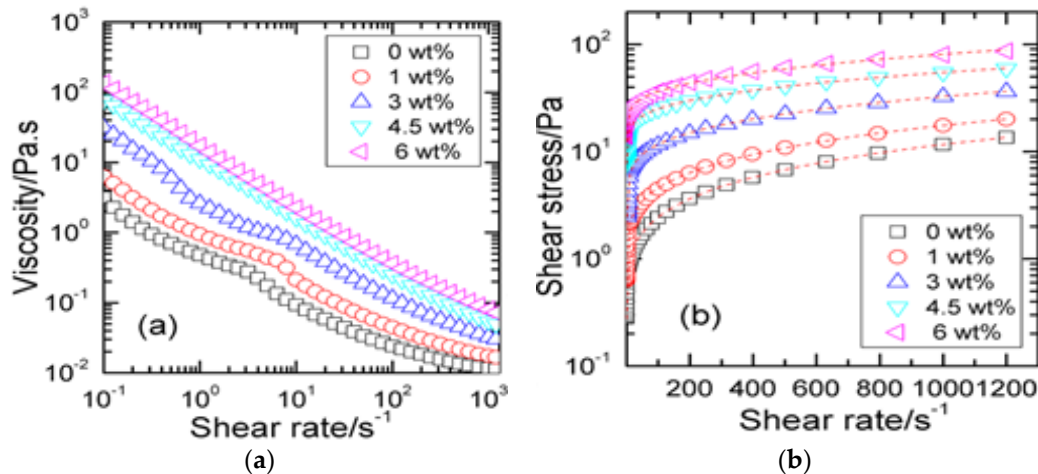 10³
10²
10¹
10⁰
10⁻¹
10⁻²
Viscosity/Pa.s
0 wt%
1 wt%
3 wt%
4.5 wt%
6 wt%
(a)
10⁻¹ 10⁰ 10¹ 10² 10³
Shear rate/s⁻¹
(a)
10²
10¹
10⁰
10⁻¹
Shear stress/Pa
0 wt%
1 wt%
3 wt%
4.5 wt%
6 wt%
(b)
200 400 600 800 1000 1200
Shear rate/s⁻¹
(b)